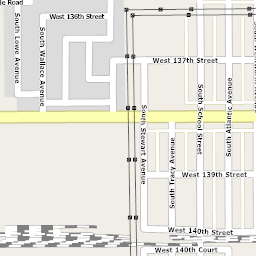 Road
West 136th Street
South Lowe Avenue
South Wallace Avenue
West 137th Street
South Stewart Avenue
South School Street
South Atlantic Avenue
South Tracy Avenue
West 139th Street
West 140th Street
West 140th Court